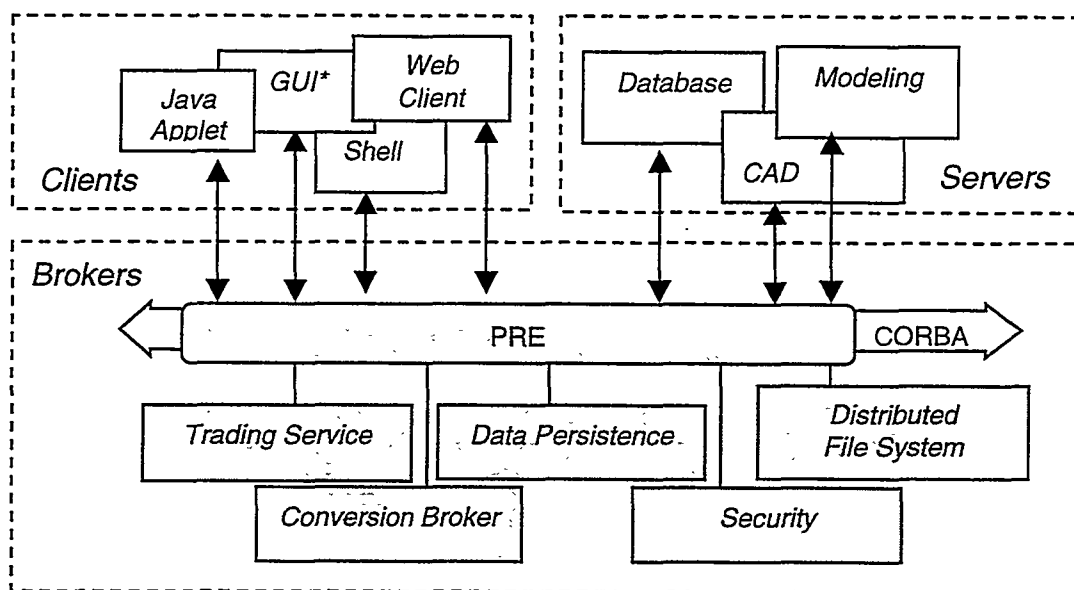 Java
Applet
GUI*
Web
Client
Shell
Clients
Database
Modeling
CAD
Servers
Brokers
PRE
CORBA
Trading Service
Data Persistence
Distributed
File System
Conversion Broker
Security